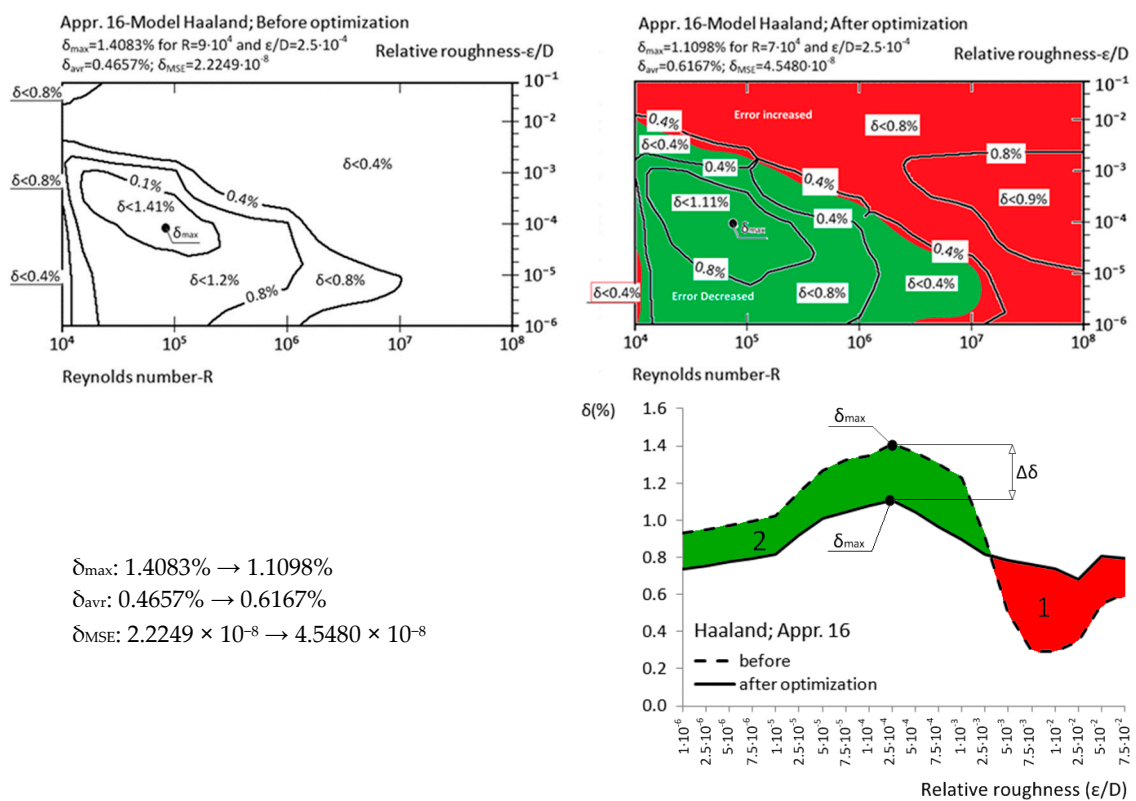 Appr. 16-Model Haaland; Before optimization
δmax=1.4083% for R=9·10⁴ and ε/D=2.5·10⁻⁴
δavr=0.4657%; δMSE=2.2249·10⁻⁸
Relative roughness-ε/D
δ<0.8%
δ<0.8%
δ<0.4%
0.1%
δ<1.41%
δmax
0.4%
δ<0.4%
δ<1.2%
0.8%
δ<0.8%
10⁻¹
10⁻²
10⁻³
10⁻⁴
10⁻⁵
10⁻⁶
10⁴ 10⁵ 10⁶ 10⁷ 10⁸
Reynolds number-R
Appr. 16-Model Haaland; After optimization
δmax=1.1098% for R=7·10⁴ and ε/D=2.5·10⁻⁴
δavr=0.6167%; δMSE=4.5480·10⁻⁸
Relative roughness-ε/D
Error increased
0.4%
δ<0.8%
δ<0.4%
0.4%
0.4%
0.8%
δ<1.11%
δ<0.9%
0.4%
δmax
0.4%
0.8%
δ<0.4%
δ<0.4%
Error Decreased
δ<0.8%
10⁻¹
10⁻²
10⁻³
10⁻⁴
10⁻⁵
10⁻⁶
10⁴ 10⁵ 10⁶ 10⁷ 10⁸
Reynolds number-R
δmax: 1.4083% → 1.1098%
δavr: 0.4657% → 0.6167%
δMSE: 2.2249 × 10⁻⁸ → 4.5480 × 10⁻⁸
δ(%)
1.6
1.4
1.2
1.0
0.8
0.6
0.4
0.2
0.0
δmax
Δδ
δmax
2
1
Haaland; Appr. 16
before
after optimization
1·10⁻⁶
2.5·10⁻⁶
5·10⁻⁶
7.5·10⁻⁶
1·10⁻⁵
2.5·10⁻⁵
5·10⁻⁵
7.5·10⁻⁵
1·10⁻⁴
2.5·10⁻⁴
5·10⁻⁴
7.5·10⁻⁴
1·10⁻³
2.5·10⁻³
5·10⁻³
7.5·10⁻³
1·10⁻²
2.5·10⁻²
5·10⁻²
7.5·10⁻²
Relative roughness (ε/D)